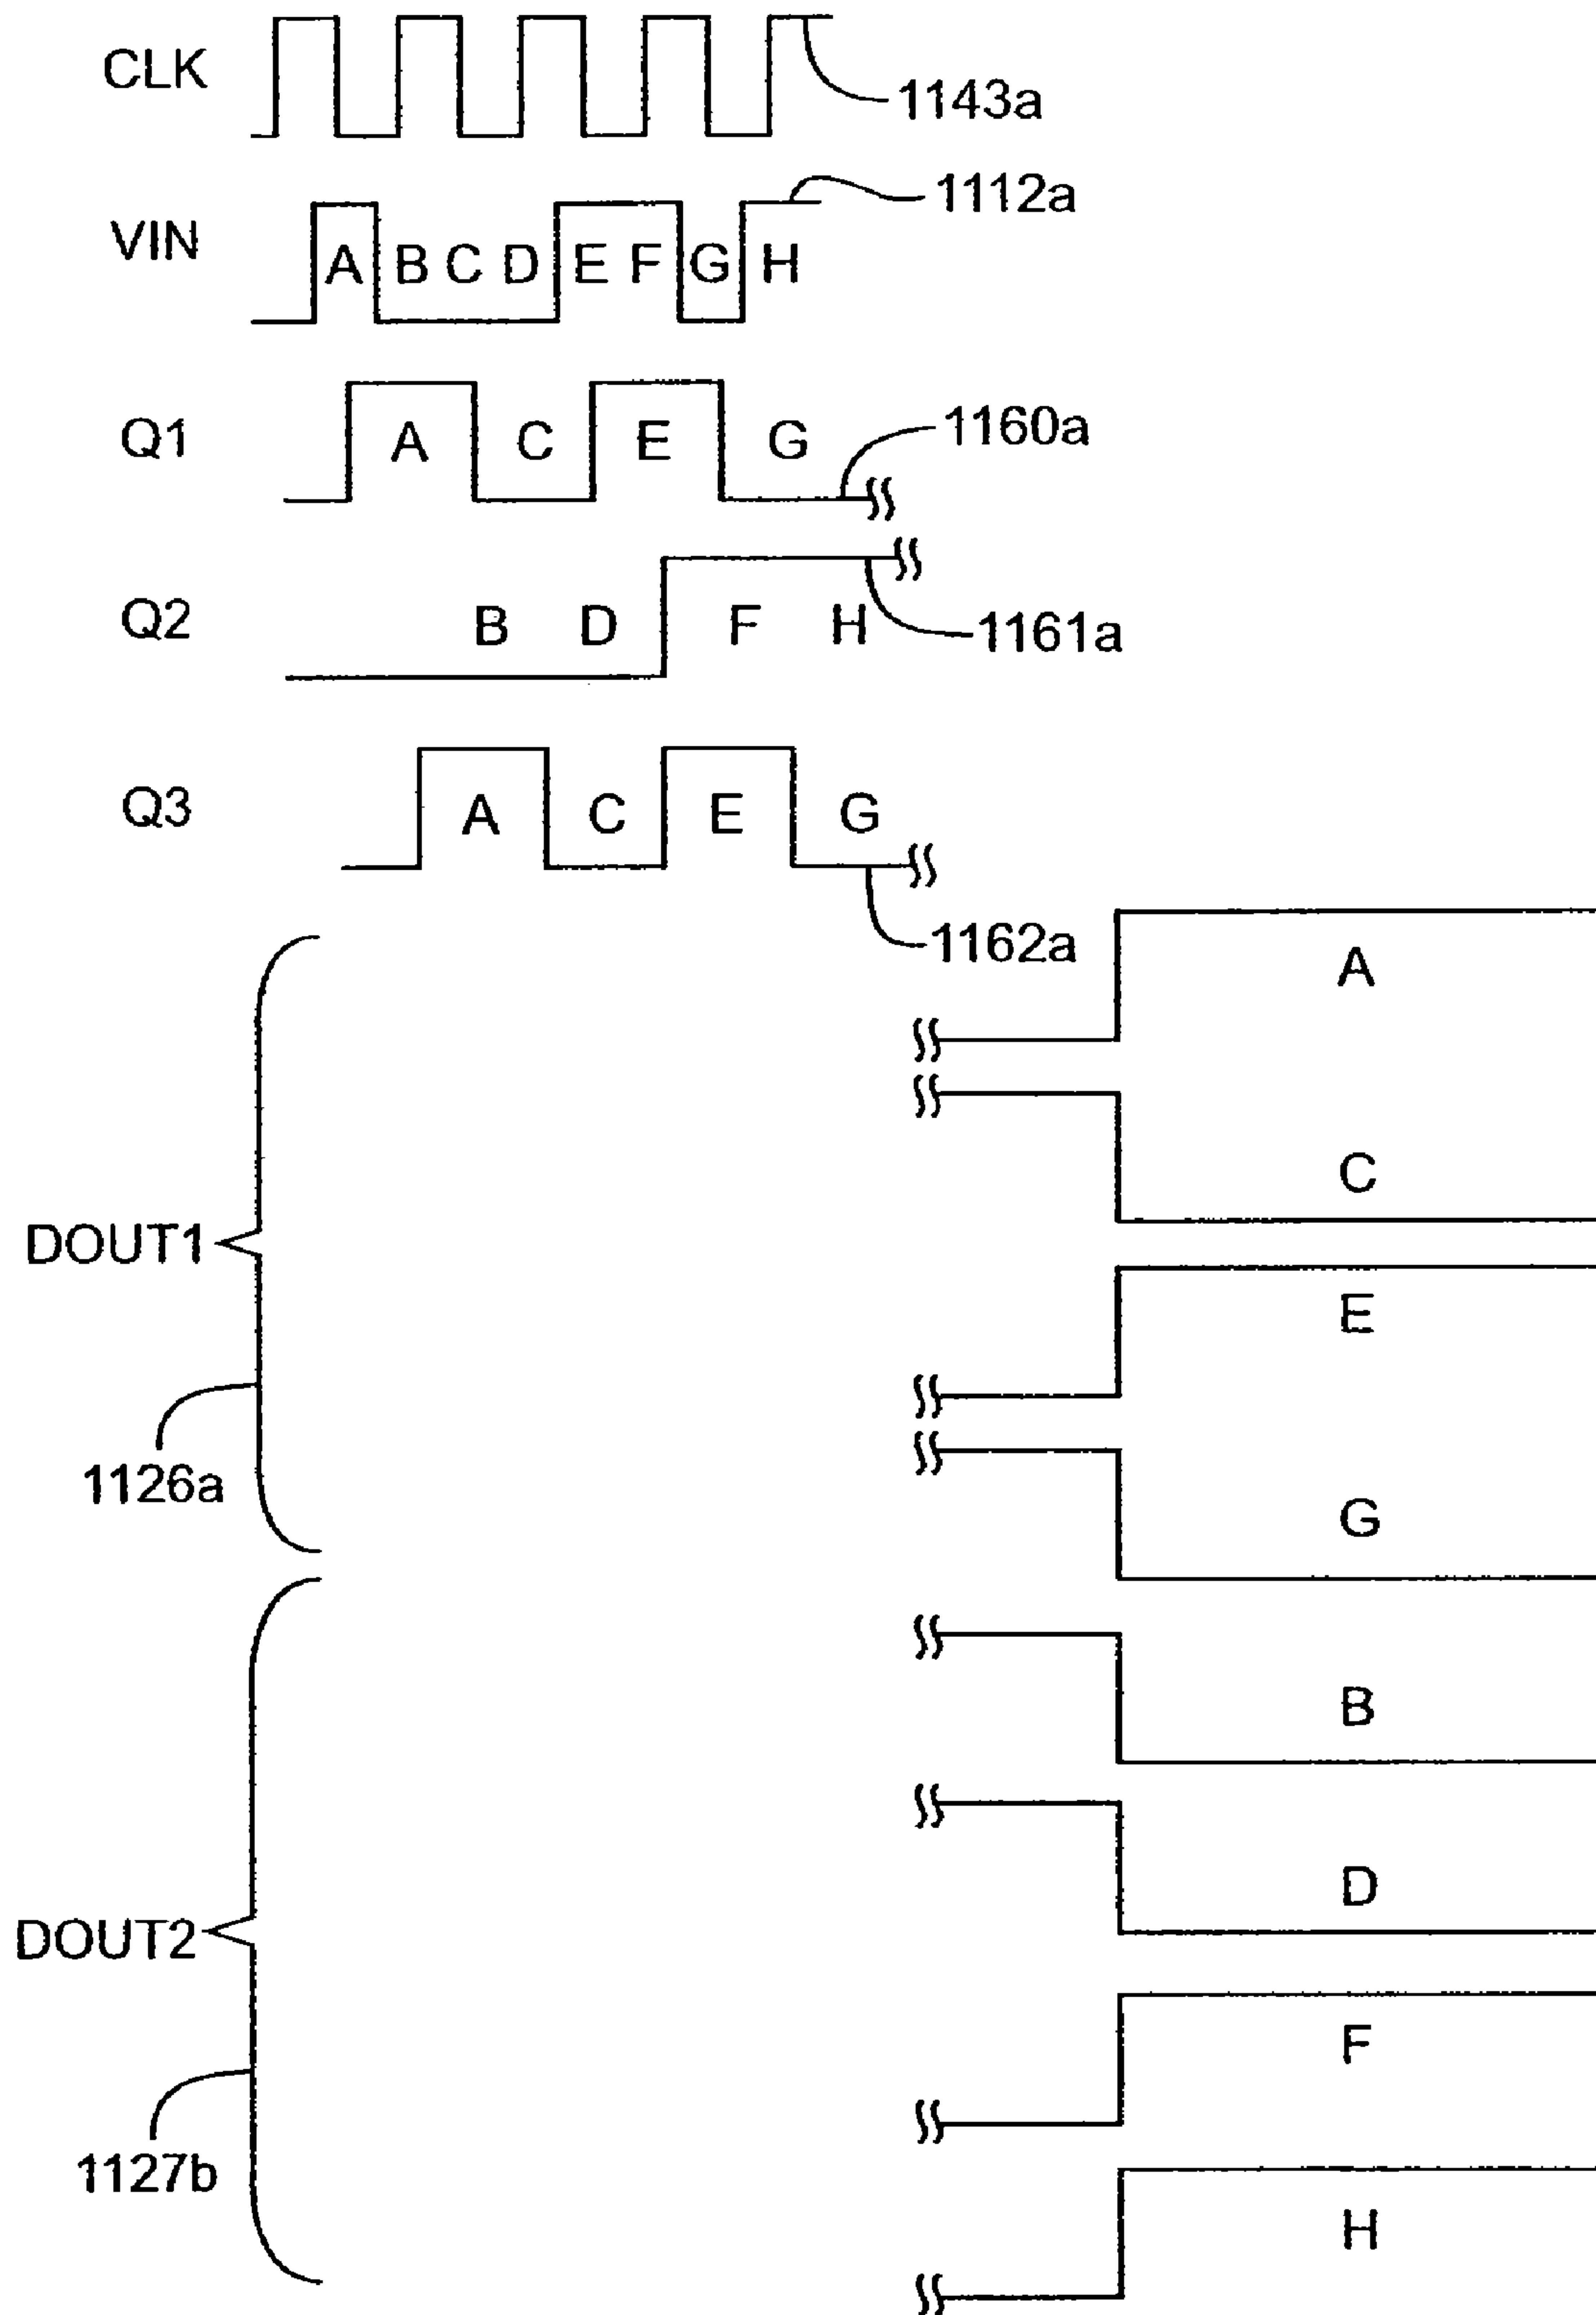 CLK
1143a
1112a
VIN
A B C D E F G H
Q1
A C E G
1160a
Q2
B D F H
1161a
Q3
A C E G
1162a
A
C
DOUT1
E
1126a
G
B
D
DOUT2
F
1127b
H